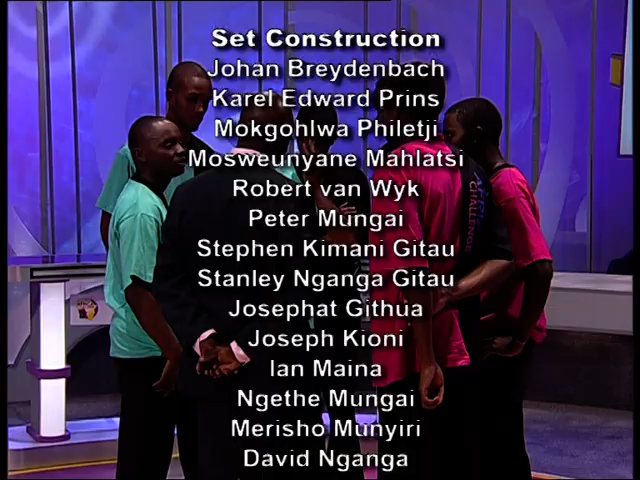 Set Construction
Johan Breydenbach
Karel Edward Prins
Mokgohlwa Philetji
Mosweunyane Mahlatsi
Robert van Wyk
Peter Mungai
Stephen Kimani Gitau
Stanley Nganga Gitau
Josephat Githua
Joseph Kioni
Ian Maina
Ngethe Mungai
Merisho Munyiri
David Nganga
CHALLENGE